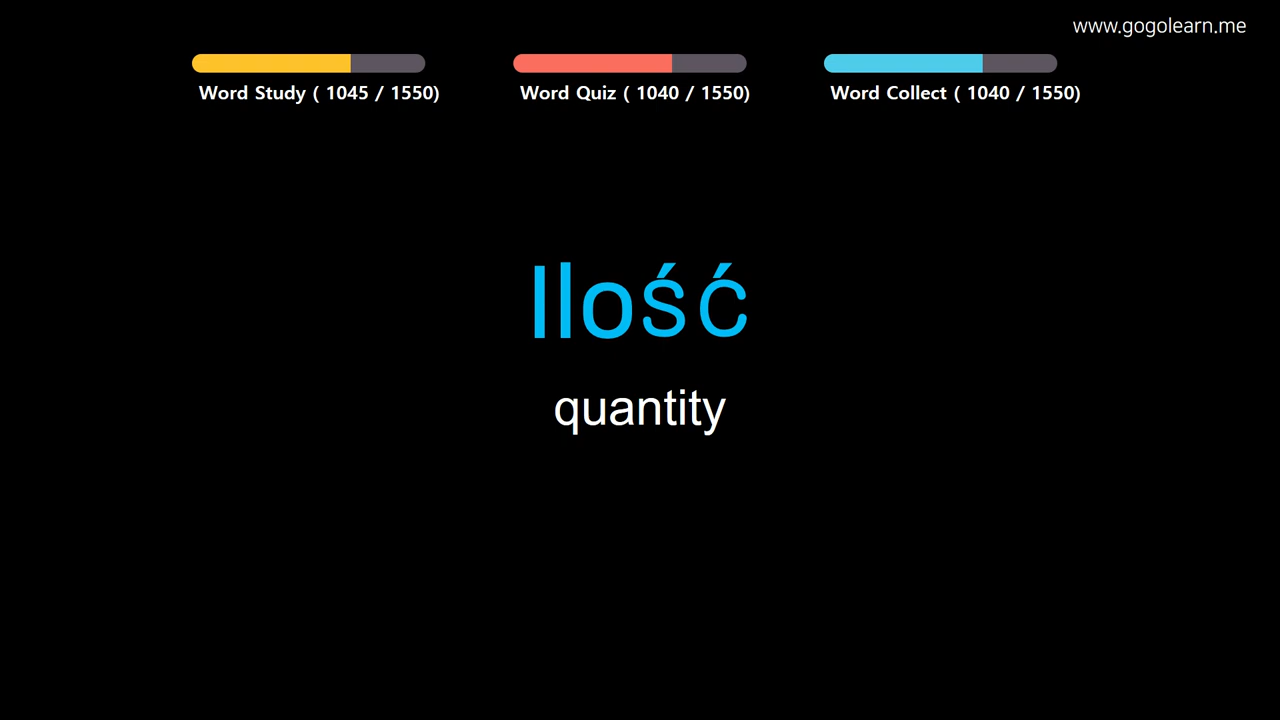 www.gogolearn.me
Word Study ( 1045 / 1550)
Word Quiz ( 1040 / 1550)
Word Collect ( 1040 / 1550)
Ilość
quantity